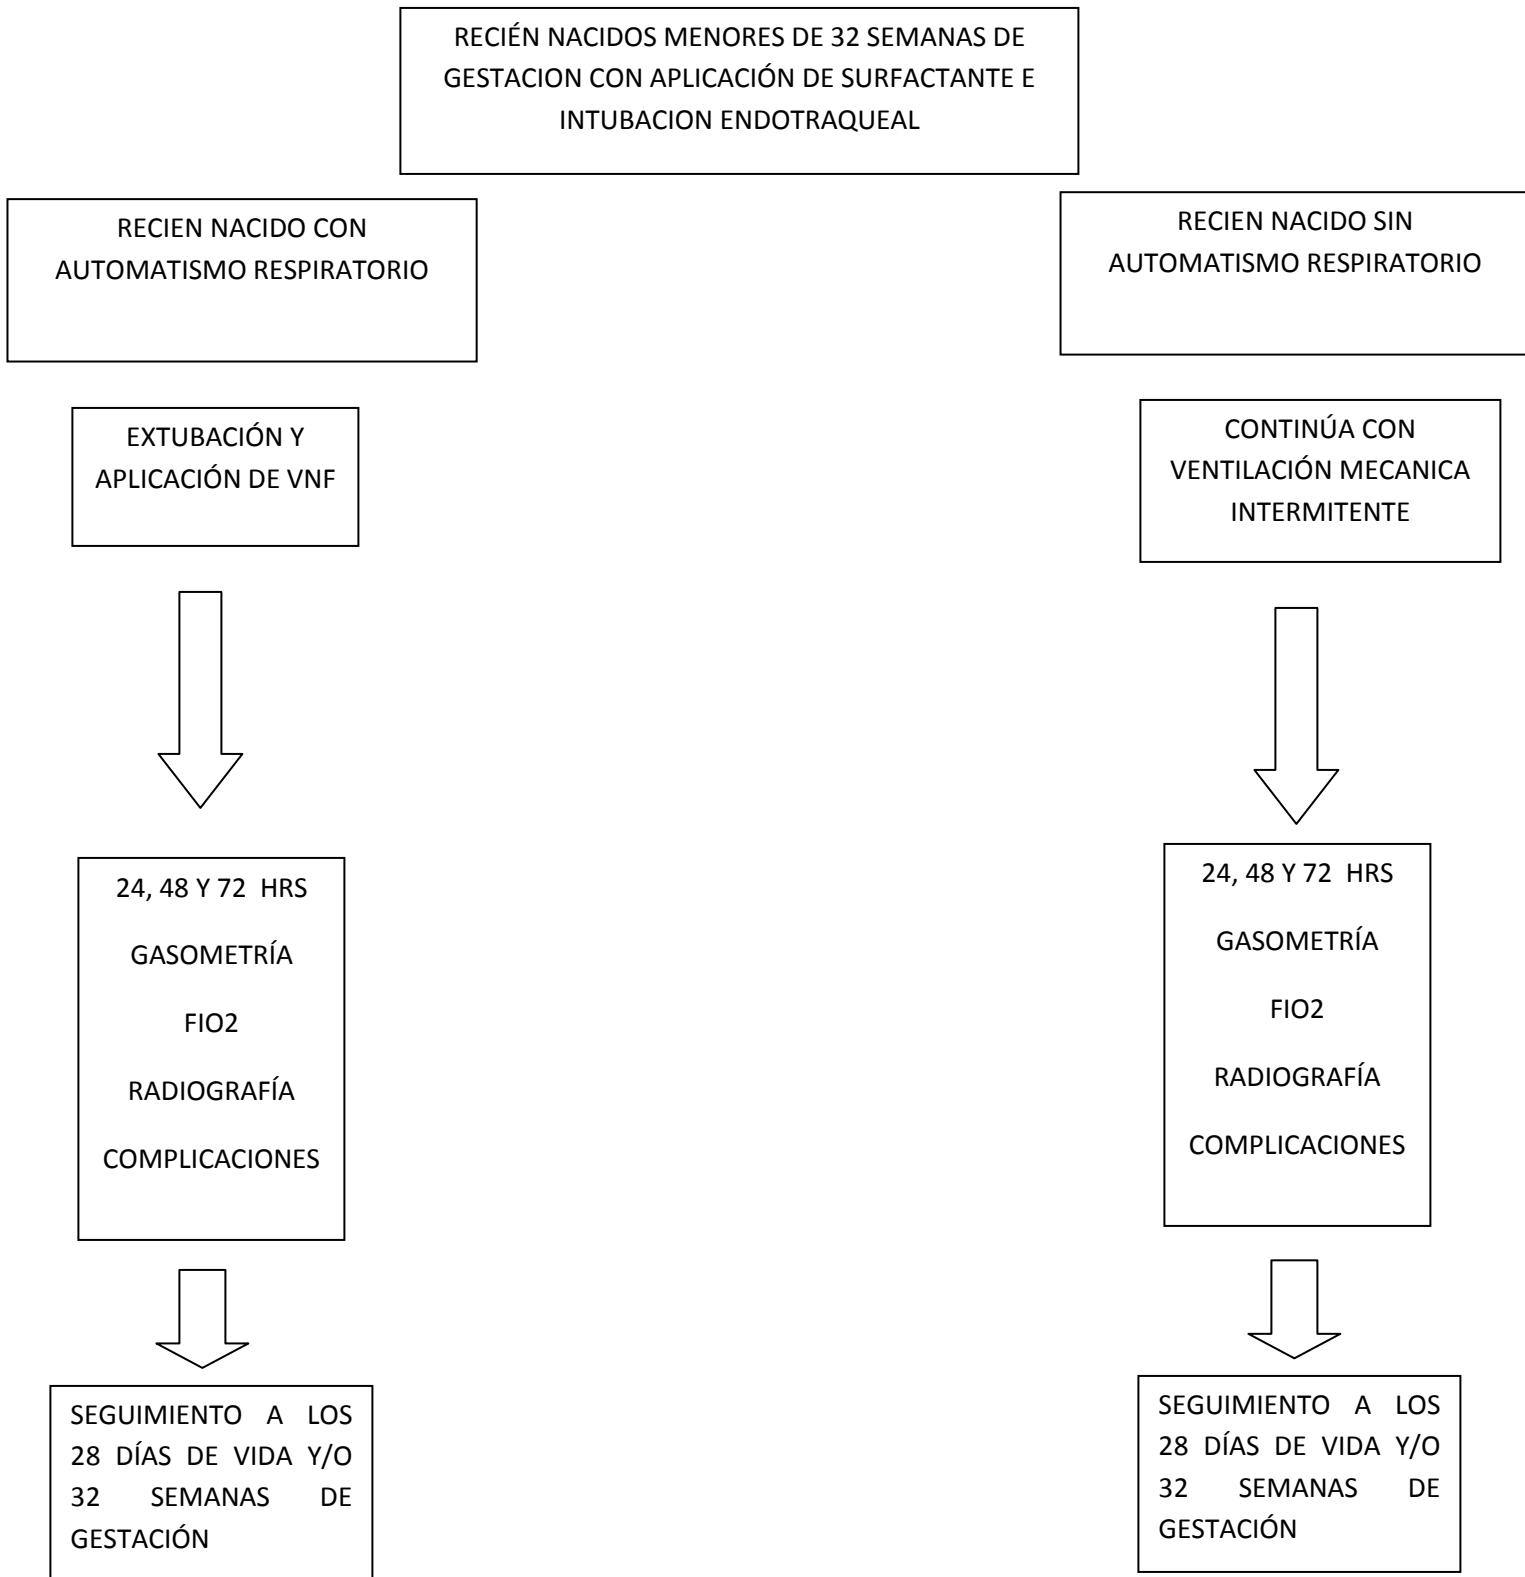 RECIÉN NACIDOS MENORES DE 32 SEMANAS DE
GESTACION CON APLICACIÓN DE SURFACTANTE E
INTUBACION ENDOTRAQUEAL
RECIEN NACIDO CON
AUTOMATISMO RESPIRATORIO
RECIEN NACIDO SIN
AUTOMATISMO RESPIRATORIO
EXTUBACIÓN Y
APLICACIÓN DE VNF
CONTINÚA CON
VENTILACIÓN MECANICA
INTERMITENTE
24, 48 Y 72 HRS
GASOMETRÍA
FIO2
RADIOGRAFÍA
COMPLICACIONES
24, 48 Y 72 HRS
GASOMETRÍA
FIO2
RADIOGRAFÍA
COMPLICACIONES
SEGUIMIENTO A LOS
28 DÍAS DE VIDA Y/O
32 SEMANAS DE
GESTACIÓN
SEGUIMIENTO A LOS
28 DÍAS DE VIDA Y/O
32 SEMANAS DE
GESTACIÓN